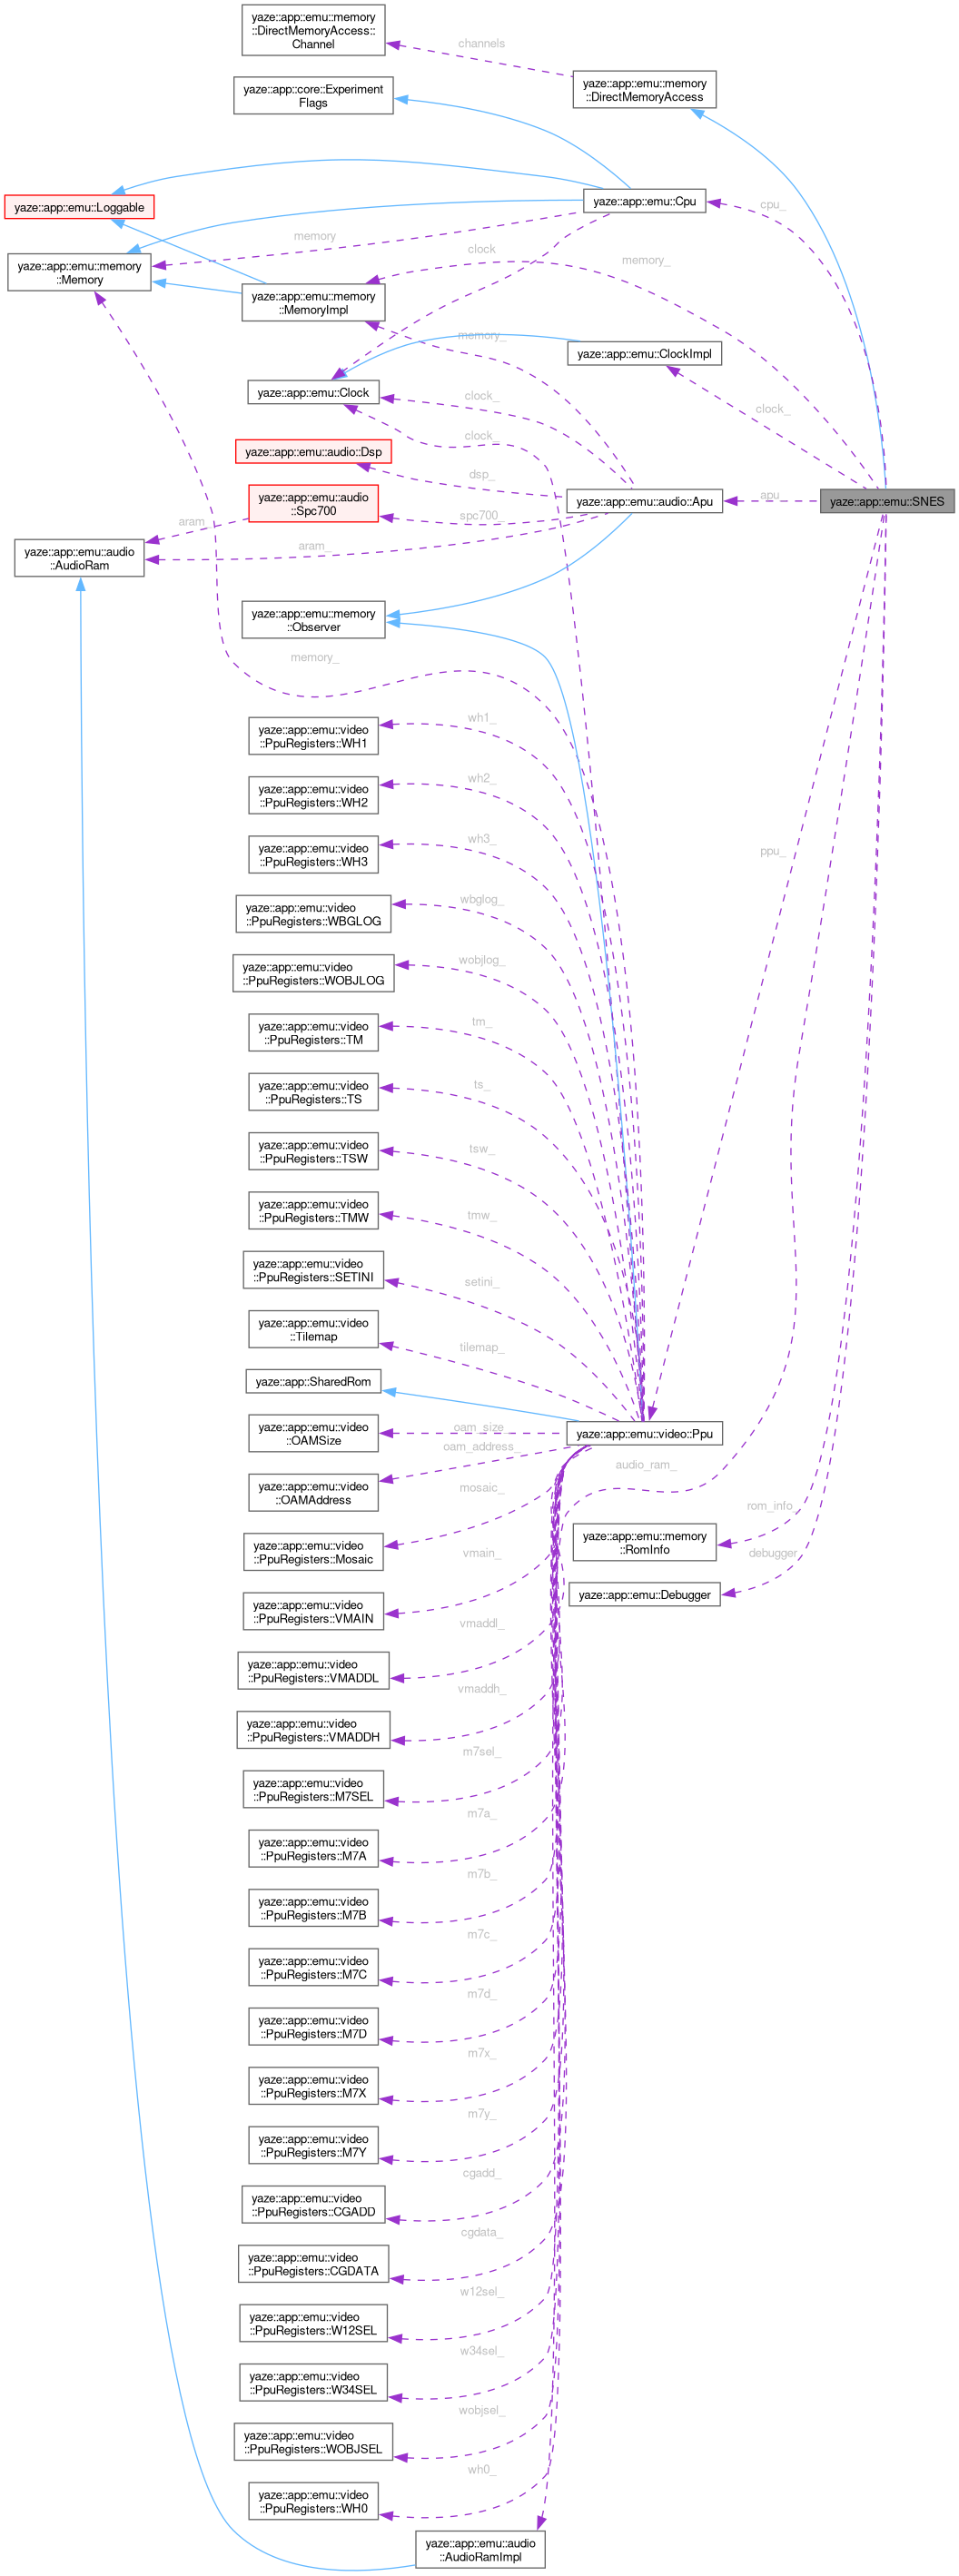 yaze::app::emu::memory
::DirectMemoryAccess::
Channel
channels
yaze::app::emu::memory
::DirectMemoryAccess
yaze::app::core::Experiment
Flags
yaze::app::emu::Loggable
yaze::app::emu::Cpu
cpu_
memory
clock
memory_
yaze::app::emu::memory
::Memory
yaze::app::emu::memory
::MemoryImpl
memory_
yaze::app::emu::ClockImpl
yaze::app::emu::Clock
clock_
clock_
clock_
yaze::app::emu::audio::Dsp
dsp_
yaze::app::emu::audio
::Spc700
spc700_
yaze::app::emu::audio::Apu
apu_
yaze::app::emu::SNES
aram_
aram_
yaze::app::emu::audio
::AudioRam
yaze::app::emu::memory
::Observer
memory_
yaze::app::emu::video
::PpuRegisters::WH1
wh1_
yaze::app::emu::video
::PpuRegisters::WH2
wh2_
yaze::app::emu::video
::PpuRegisters::WH3
wh3_
ppu_
yaze::app::emu::video
::PpuRegisters::WBGLOG
wbglog_
yaze::app::emu::video
::PpuRegisters::WOBJLOG
wobjlog_
yaze::app::emu::video
::PpuRegisters::TM
tm_
yaze::app::emu::video
::PpuRegisters::TS
ts_
yaze::app::emu::video
::PpuRegisters::TSW
tsw_
yaze::app::emu::video
::PpuRegisters::TMW
tmw_
yaze::app::emu::video
::PpuRegisters::SETINI
setini_
yaze::app::emu::video
::Tilemap
tilemap_
yaze::app::SharedRom
yaze::app::emu::video
::OAMSize
oam_size_
yaze::app::emu::video::Ppu
oam_address_
yaze::app::emu::video
::OAMAddress
audio_ram_
mosaic_
rom_info_
yaze::app::emu::video
::PpuRegisters::Mosaic
yaze::app::emu::memory
::RomInfo
vmain_
debugger_
yaze::app::emu::video
::PpuRegisters::VMAIN
yaze::app::emu::Debugger
vmaddl_
yaze::app::emu::video
::PpuRegisters::VMADDL
vmaddh_
yaze::app::emu::video
::PpuRegisters::VMADDH
m7sel_
yaze::app::emu::video
::PpuRegisters::M7SEL
m7a_
yaze::app::emu::video
::PpuRegisters::M7A
m7b_
yaze::app::emu::video
::PpuRegisters::M7B
m7c_
yaze::app::emu::video
::PpuRegisters::M7C
m7d_
yaze::app::emu::video
::PpuRegisters::M7D
m7x_
yaze::app::emu::video
::PpuRegisters::M7X
m7y_
yaze::app::emu::video
::PpuRegisters::M7Y
cgadd_
yaze::app::emu::video
::PpuRegisters::CGADD
cgdata_
yaze::app::emu::video
::PpuRegisters::CGDATA
w12sel_
yaze::app::emu::video
::PpuRegisters::W12SEL
w34sel_
yaze::app::emu::video
::PpuRegisters::W34SEL
wobjsel_
yaze::app::emu::video
::PpuRegisters::WOBJSEL
wh0_
yaze::app::emu::video
::PpuRegisters::WH0
yaze::app::emu::audio
::AudioRamImpl